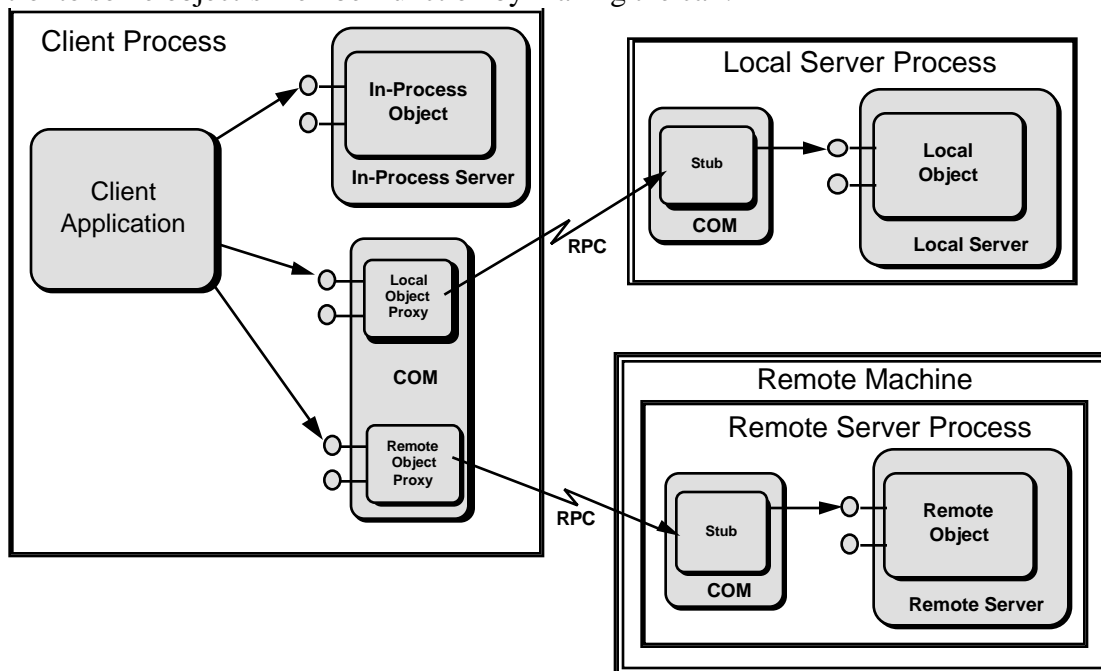 Client Process
In-Process
Object
In-Process Server
Client
Application
Local
Object
Proxy
COM
Remote
Object
Proxy
RPC
RPC
Local Server Process
Stub
COM
Local
Object
Local Server
Remote Machine
Remote Server Process
Stub
COM
Remote
Object
Remote Server